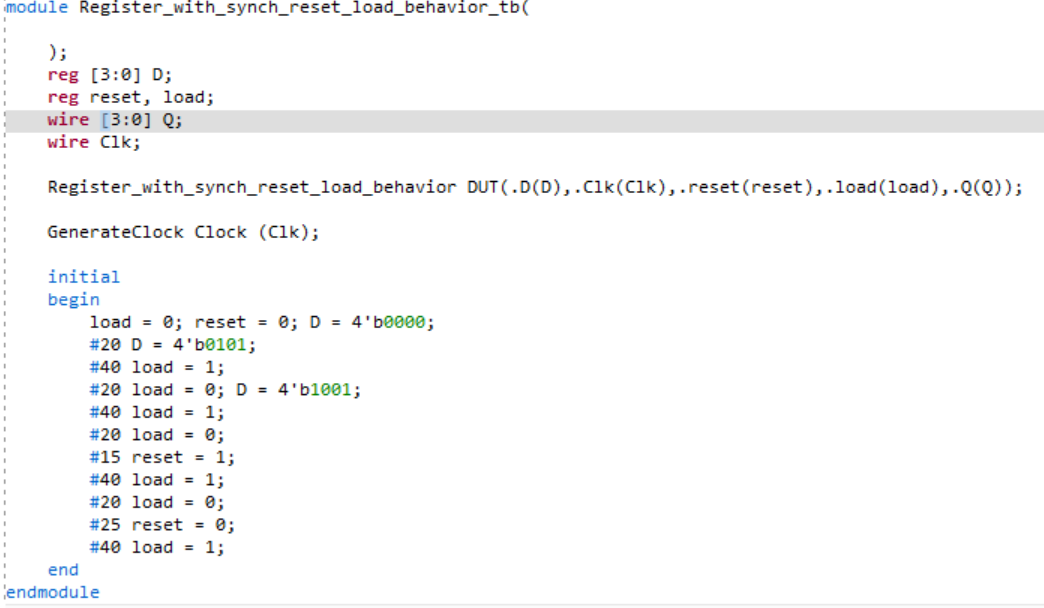 module Register_with_synch_reset_load_behavior_tb(
);
reg [3:0] D;
reg reset, load;
wire [3:0] Q;
wire Clk;
Register_with_synch_reset_load_behavior DUT(.D(D),.Clk(Clk),.reset(reset),.load(load),.Q(Q));
GenerateClock Clock (Clk);
initial
begin
load = 0; reset = 0; D = 4'b0000;
#20 D = 4'b0101;
#40 load = 1;
#20 load = 0; D = 4'b1001;
#40 load = 1;
#20 load = 0;
#15 reset = 1;
#40 load = 1;
#20 load = 0;
#25 reset = 0;
#40 load = 1;
end
endmodule